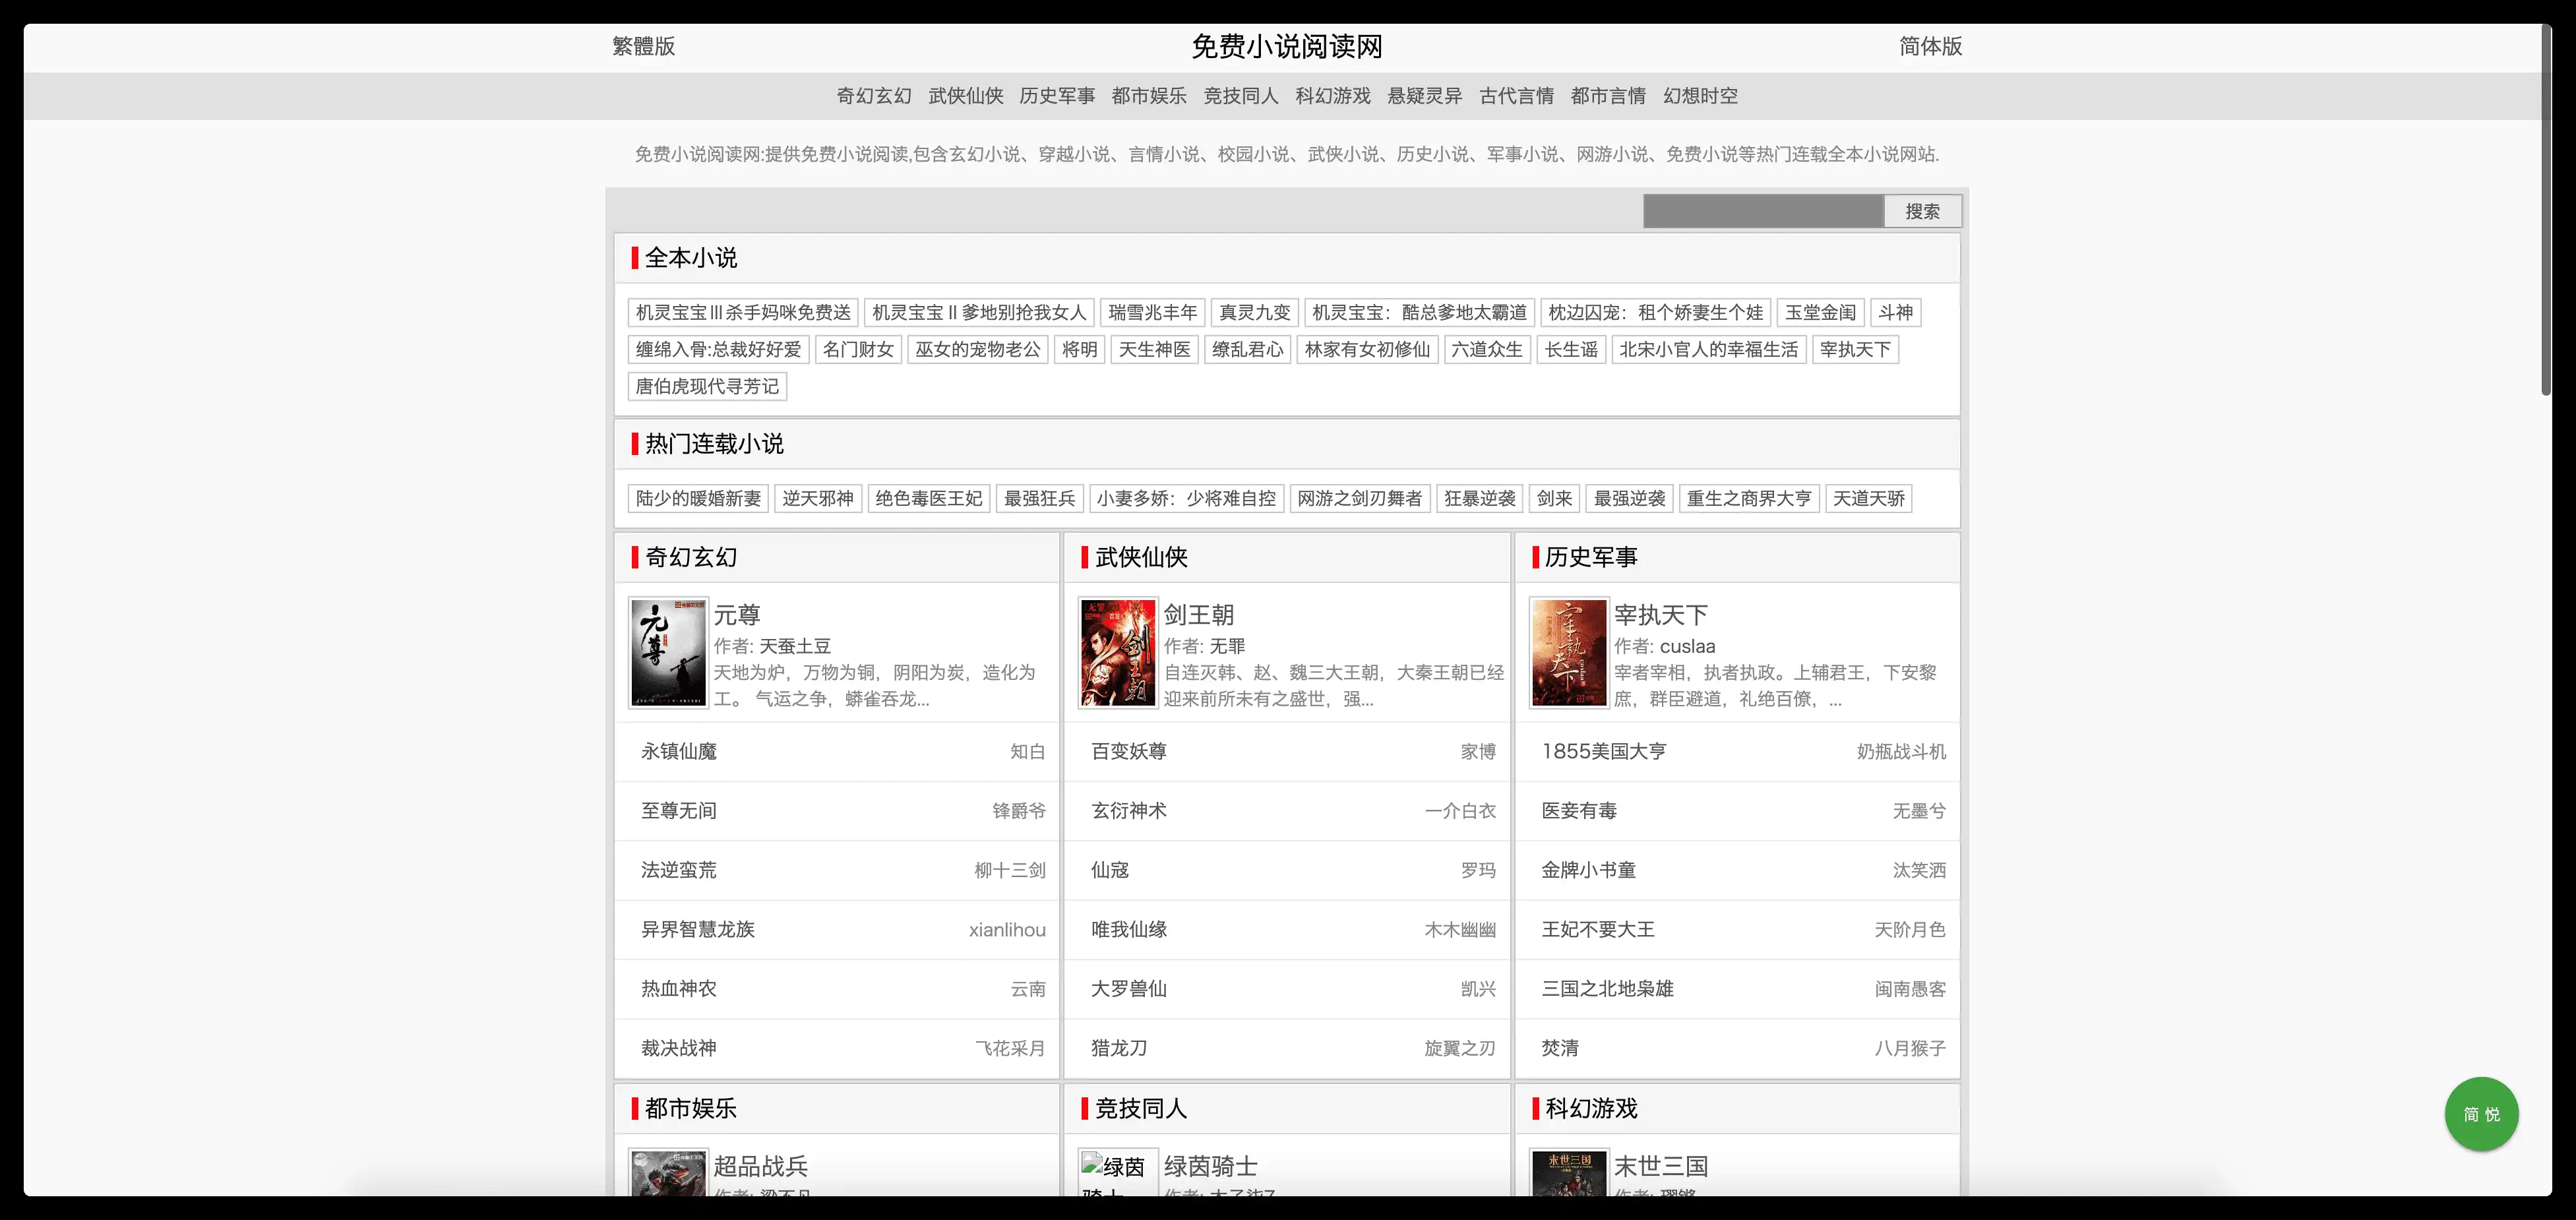 繁體版 免费小说阅读网 简体版
奇幻玄幻 武侠仙侠 历史军事 都市娱乐 竞技同人 科幻游戏 悬疑灵异 古代言情 都市言情 幻想时空
免费小说阅读网:提供免费小说阅读,包含玄幻小说、穿越小说、言情小说、校园小说、武侠小说、历史小说、军事小说、网游小说、免费小说等热门连载全本小说网站.
搜索
全本小说
机灵宝宝Ⅲ杀手妈咪免费送 机灵宝宝Ⅱ爹地别抢我女人 瑞雪兆丰年 真灵九变 机灵宝宝：酷总爹地太霸道 枕边囚宠：租个娇妻生个娃 玉堂金闺 斗神
缠绵入骨:总裁好好爱 名门财女 巫女的宠物老公 将明 天生神医 缭乱君心 林家有女初修仙 六道众生 长生谣 北宋小官人的幸福生活 宰执天下
唐伯虎现代寻芳记
热门连载小说
陆少的暖婚新妻 逆天邪神 绝色毒医王妃 最强狂兵 小妻多娇：少将难自控 网游之剑刃舞者 狂暴逆袭 剑来 最强逆袭 重生之商界大亨 天道天骄
奇幻玄幻
元尊
作者: 天蚕土豆
天地为炉，万物为铜，阴阳为炭，造化为
工。 气运之争，蟒雀吞龙...
永镇仙魔 知白
至尊无间 锋爵爷
法逆蛮荒 柳十三剑
异界智慧龙族 xianlihou
热血神农 云南
裁决战神 飞花采月
武侠仙侠
剑王朝
作者: 无罪
自连灭韩、赵、魏三大王朝，大秦王朝已经
迎来前所未有之盛世，强...
百变妖尊 家博
玄衍神术 一介白衣
仙寇 罗玛
唯我仙缘 木木幽幽
大罗兽仙 凯兴
猎龙刀 旋翼之刃
历史军事
宰执天下
作者: cuslaa
宰者宰相，执者执政。上辅君王，下安黎
庶，群臣避道，礼绝百僚，...
1855美国大亨 奶瓶战斗机
医妾有毒 无墨兮
金牌小书童 汰笑洒
王妃不要大王 天阶月色
三国之北地枭雄 闽南愚客
焚清 八月猴子
都市娱乐
超品战兵
竞技同人
绿茵
绿茵骑士
科幻游戏
末世三国
简 悦